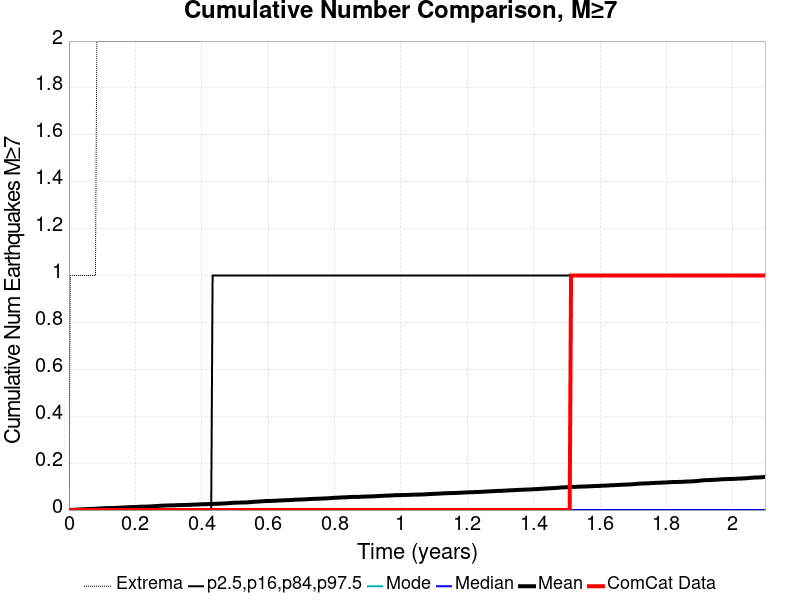 Cumulative Number Comparison, M≥7
Cumulative Num Earthquakes M≥7
2
1.8
1.6
1.4
1.2
1
0.8
0.6
0.4
0.2
0
0 0.2 0.4 0.6 0.8 1 1.2 1.4 1.6 1.8 2
Time (years)
Extrema p2.5,p16,p84,p97.5 Mode Median Mean ComCat Data